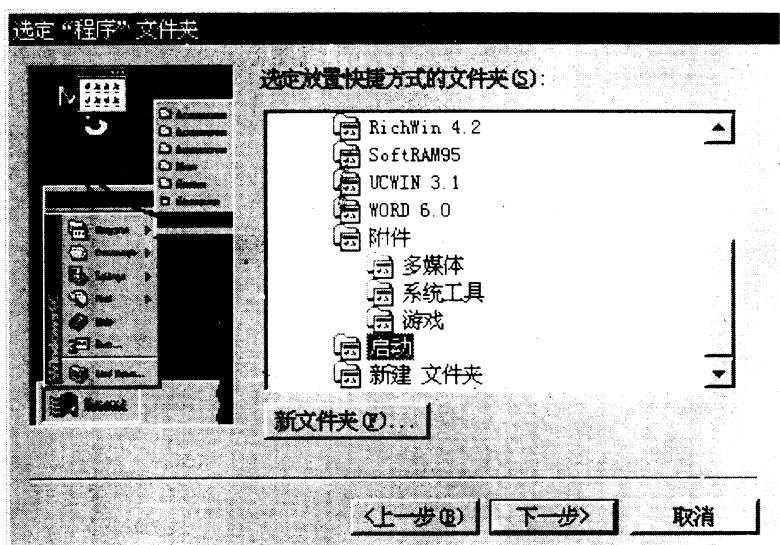 选定“程序”文件夹
选定放置快捷方式的文件夹(S):
RichWin 4.2
SoftRAM95
UCWIN 3.1
WORD 6.0
附件
多媒体
系统工具
游戏
启动
新建 文件夹
新文件夹(F)...
<上一步(B)
下一步>
取消